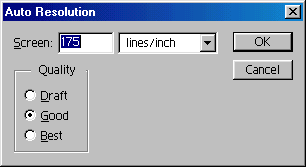 Auto Resolution
Screen: 175 lines/inch OK
Cancel
Quality
Draft
Good
Best